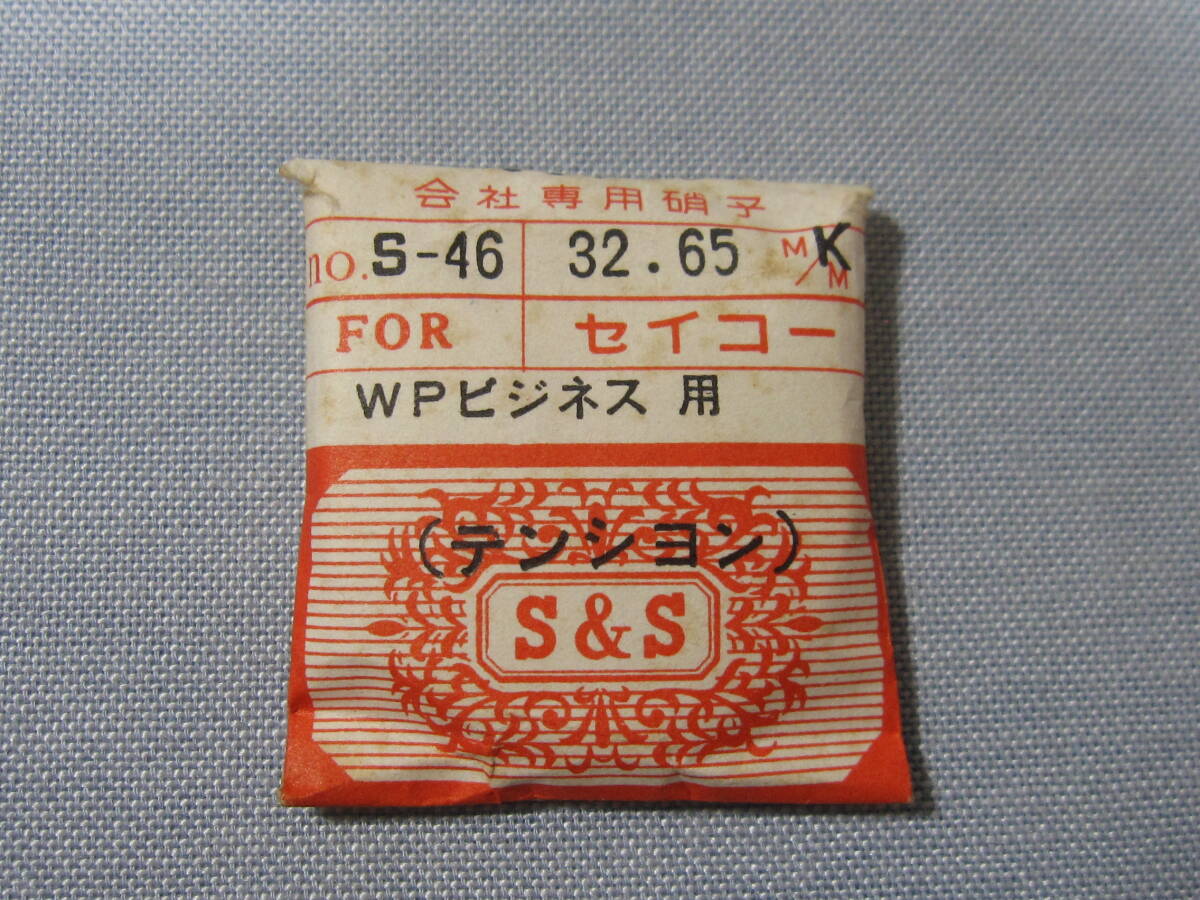 会社専用硝子
no. S-46 32.65 M/M K
FOR セイコー
WPビジネス 用
(テンション)
S&S